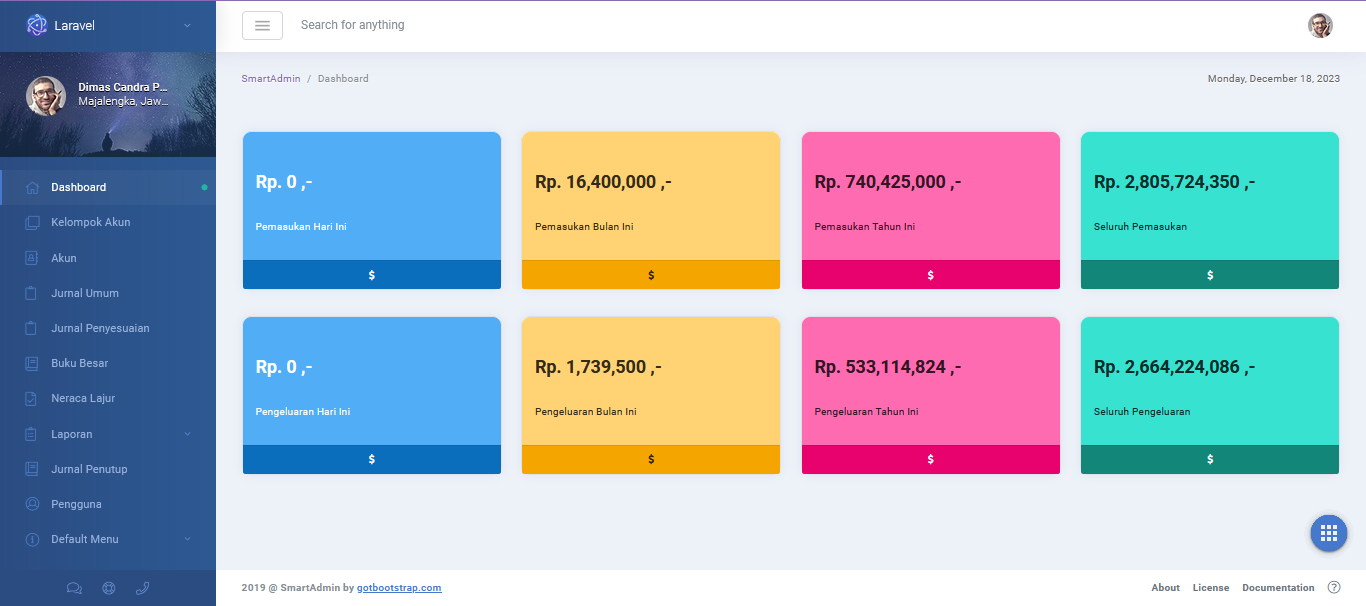 Laravel
Search for anything
Dimas Candra P...
Majalengka, Jaw...
SmartAdmin / Dashboard
Monday, December 18, 2023
Dashboard
Kelompok Akun
Akun
Jurnal Umum
Jurnal Penyesuaian
Buku Besar
Neraca Lajur
Laporan
Jurnal Penutup
Pengguna
Default Menu
Rp. 0 ,-
Pemasukan Hari Ini
$
Rp. 16,400,000 ,-
Pemasukan Bulan Ini
$
Rp. 740,425,000 ,-
Pemasukan Tahun Ini
$
Rp. 2,805,724,350 ,-
Seluruh Pemasukan
$
Rp. 0 ,-
Pengeluaran Hari Ini
$
Rp. 1,739,500 ,-
Pengeluaran Bulan Ini
$
Rp. 533,114,824 ,-
Pengeluaran Tahun Ini
$
Rp. 2,664,224,086 ,-
Seluruh Pengeluaran
$
2019 @ SmartAdmin by gotbootstrap.com
About License Documentation ?